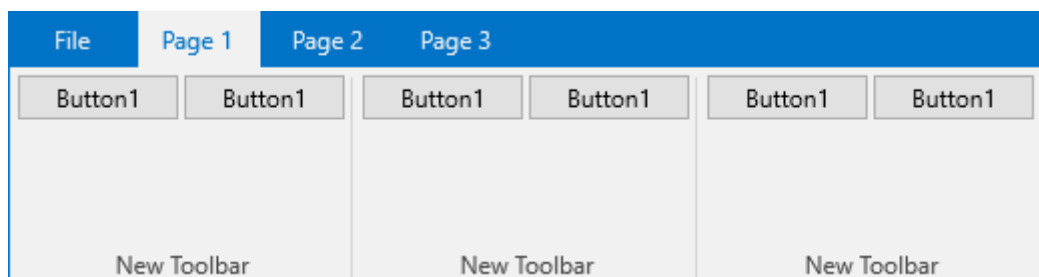 File Page 1 Page 2 Page 3
Button1 Button1 Button1 Button1 Button1 Button1
New Toolbar New Toolbar New Toolbar